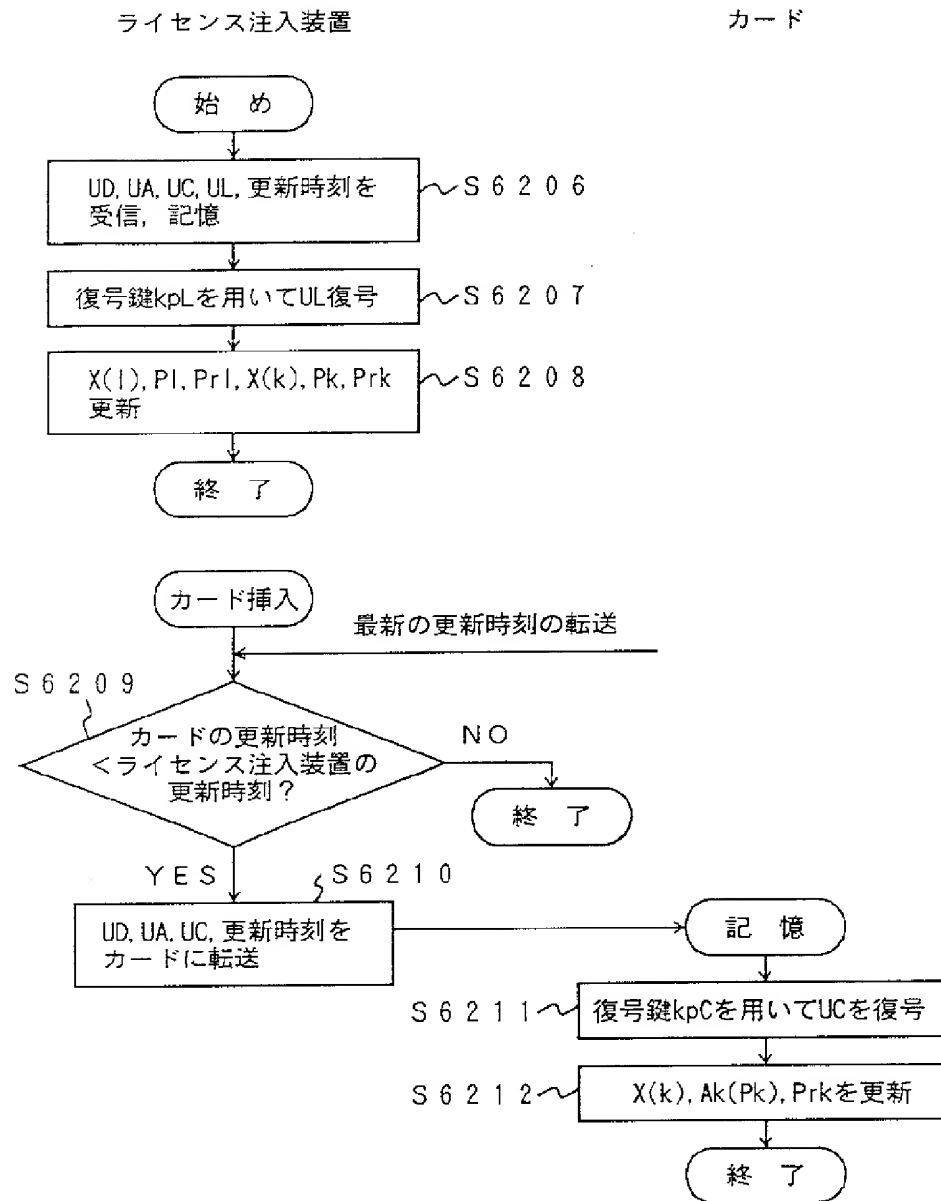 ライセンス注入装置
カード
始 め
UD, UA, UC, UL, 更新時刻を
受信, 記憶
S6206
復号鍵kpLを用いてUL復号
S6207
X(l), Pl, Prl, X(k), Pk, Prk
更新
S6208
終 了
カード挿入
最新の更新時刻の転送
S6209
カードの更新時刻
<ライセンス注入装置の
更新時刻?
NO
終 了
YES
S6210
UD, UA, UC, 更新時刻を
カードに転送
記 憶
S6211
復号鍵kpCを用いてUCを復号
S6212
X(k), Ak(Pk), Prkを更新
終 了